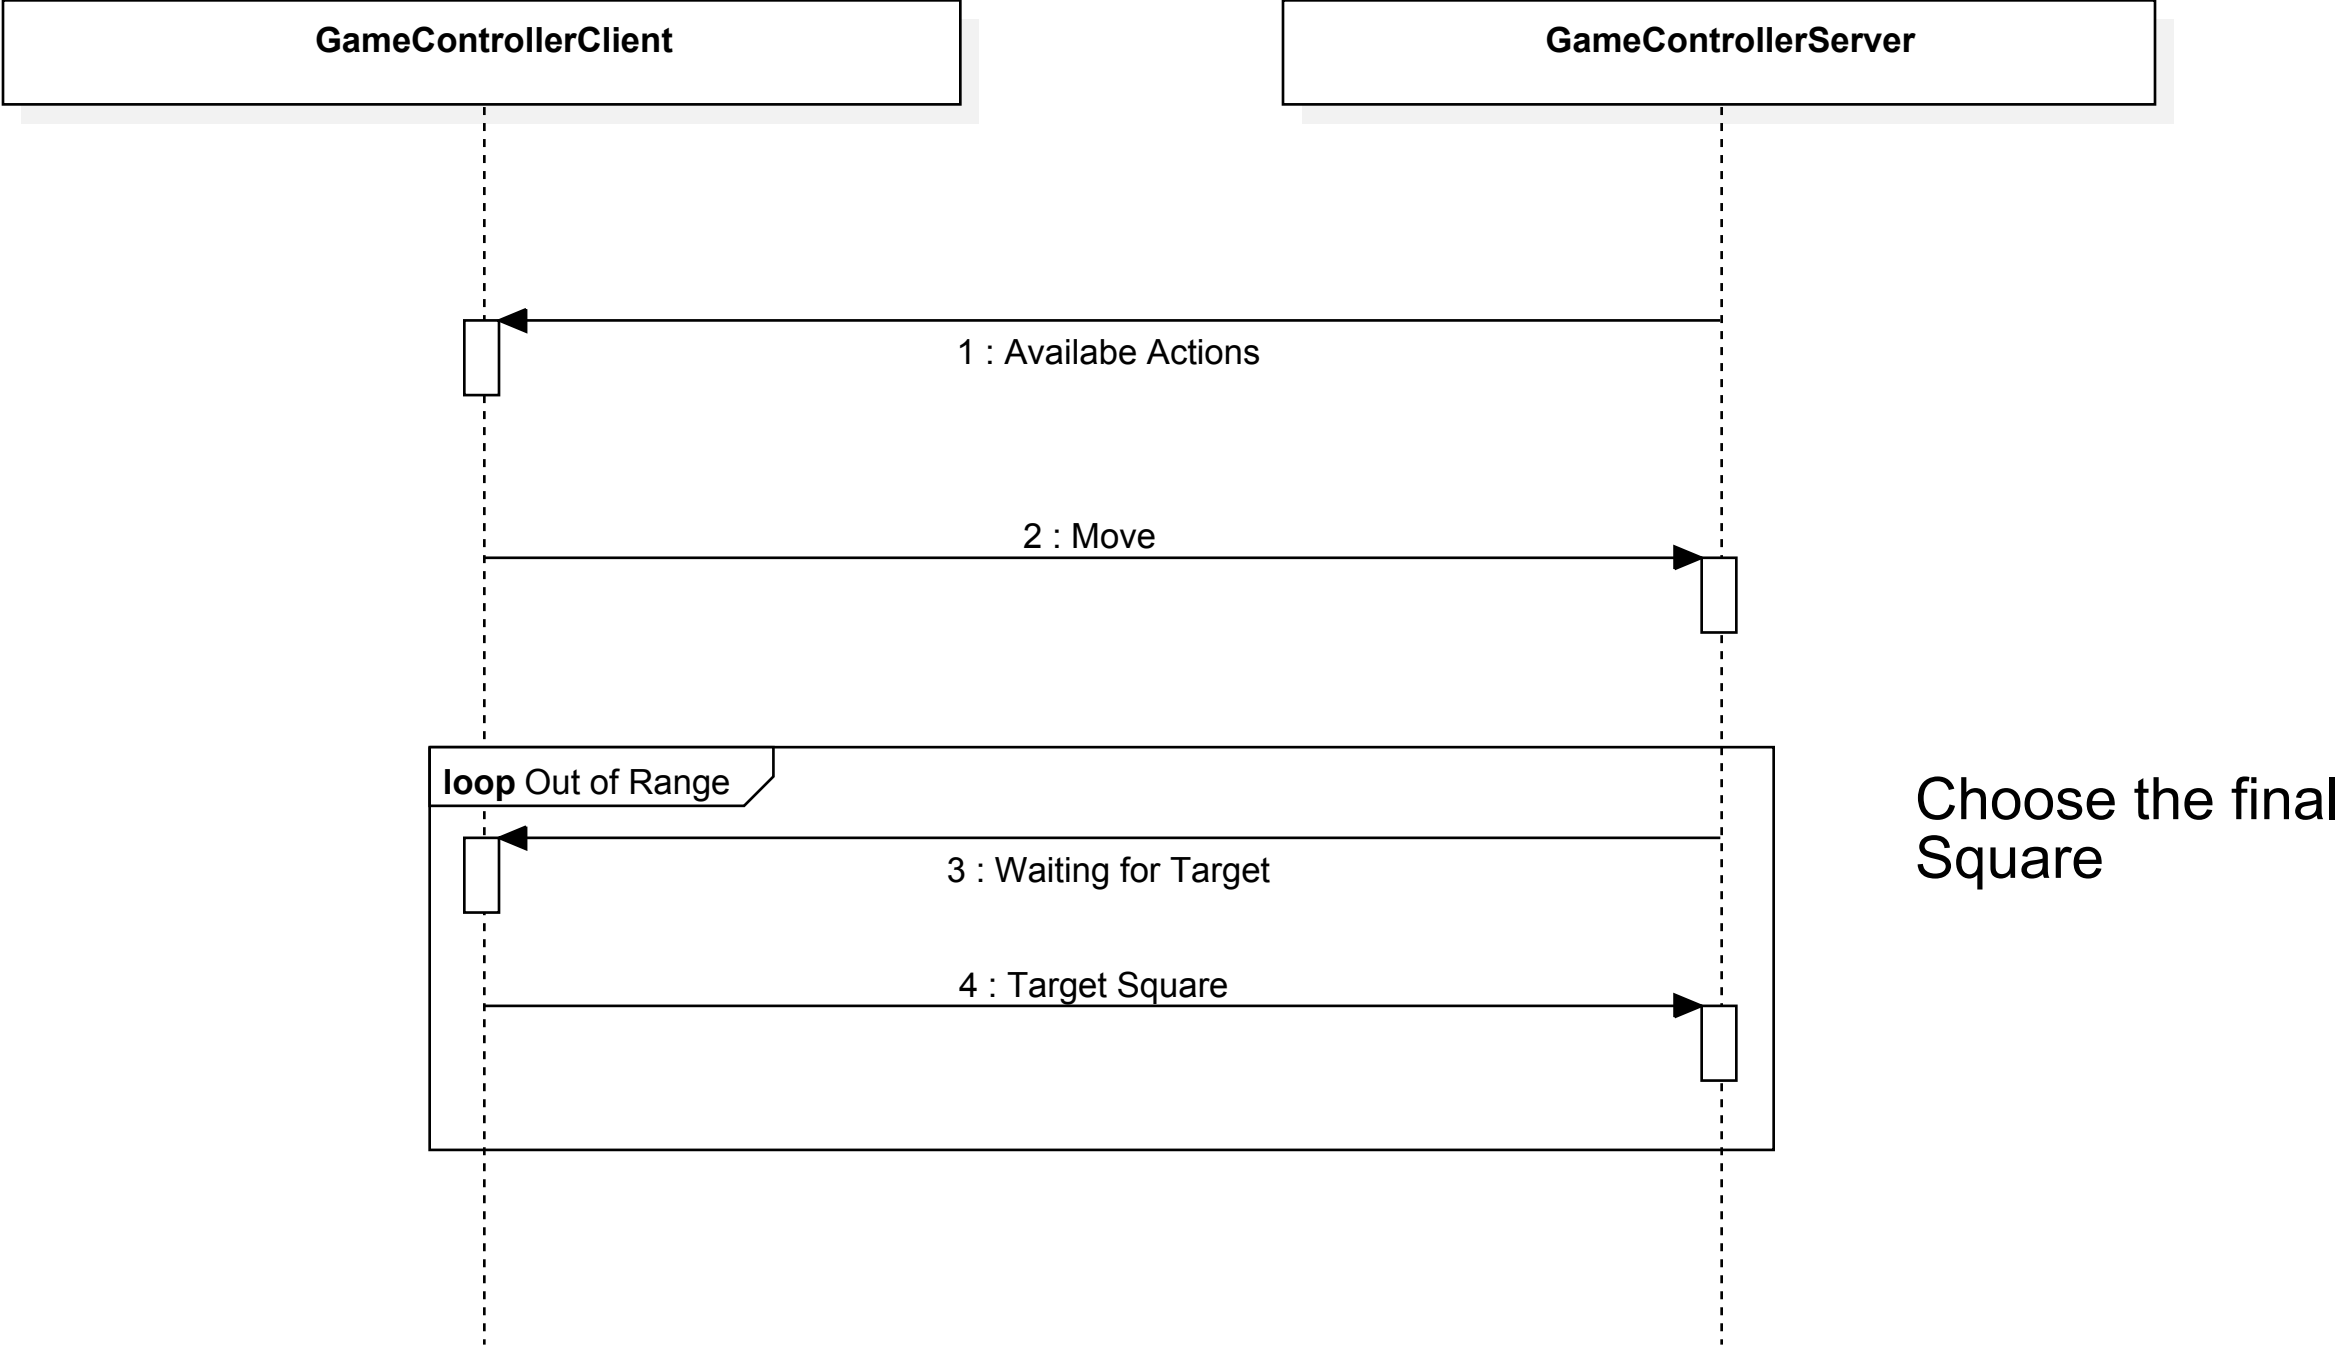 GameControllerClient
GameControllerServer
1 : Availabe Actions
2 : Move
loop Out of Range
Choose the final
Square
3 : Waiting for Target
4 : Target Square